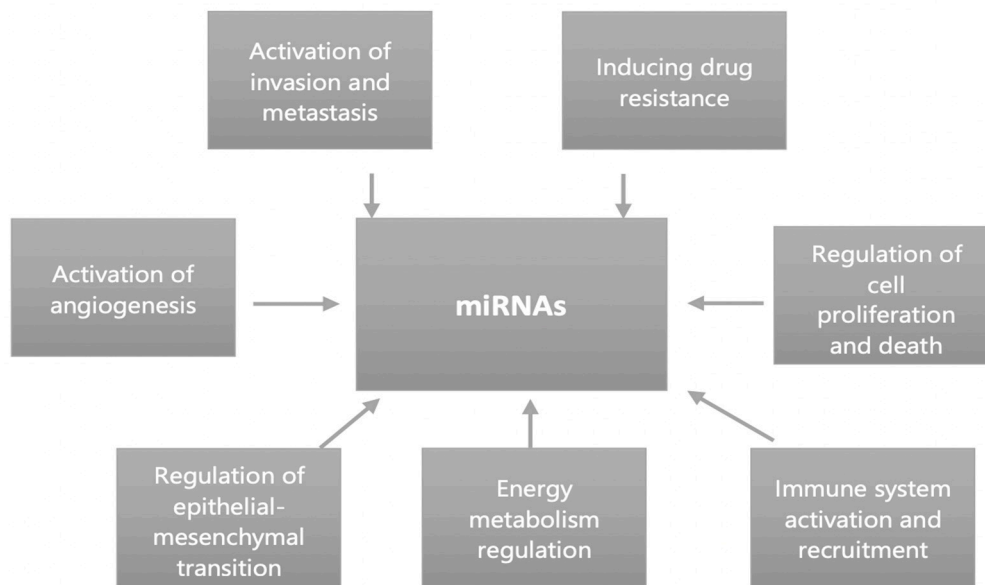 Activation of
invasion and
metastasis
Inducing drug
resistance
Activation of
angiogenesis
miRNAs
Regulation of
cell
proliferation
and death
Regulation of
epithelial-
mesenchymal
transition
Energy
metabolism
regulation
Immune system
activation and
recruitment